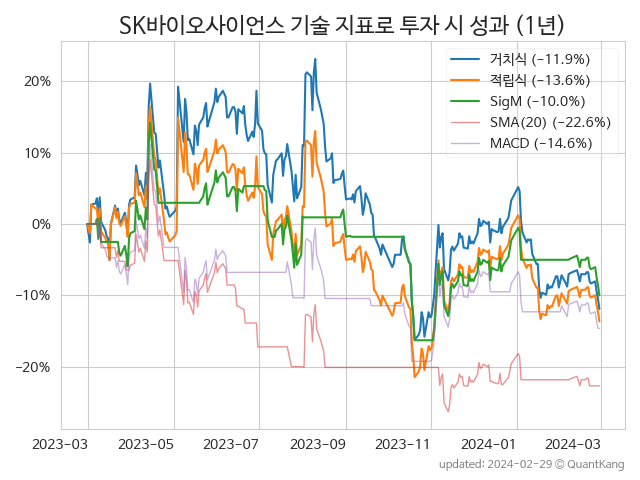 SK바이오사이언스 기술 지표로 투자 시 성과 (1년)
거치식 (−11.9%)
적립식 (−13.6%)
SigM (−10.0%)
SMA(20) (−22.6%)
MACD (−14.6%)
20%
10%
0%
−10%
−20%
2023-03 2023-05 2023-07 2023-09 2023-11 2024-01 2024-03
updated: 2024-02-29 © QuantKang